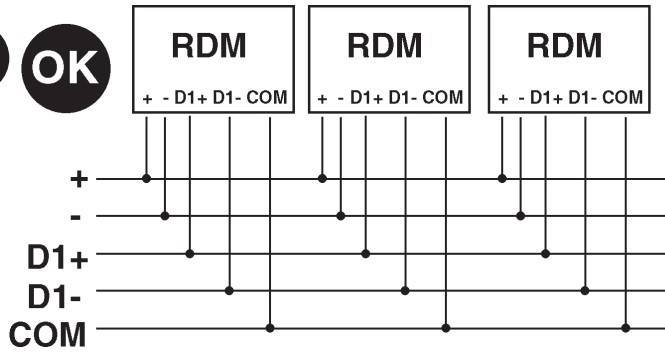 OK
RDM RDM RDM
+ - D1+ D1- COM + - D1+ D1- COM + - D1+ D1- COM
+
-
D1+
D1-
COM